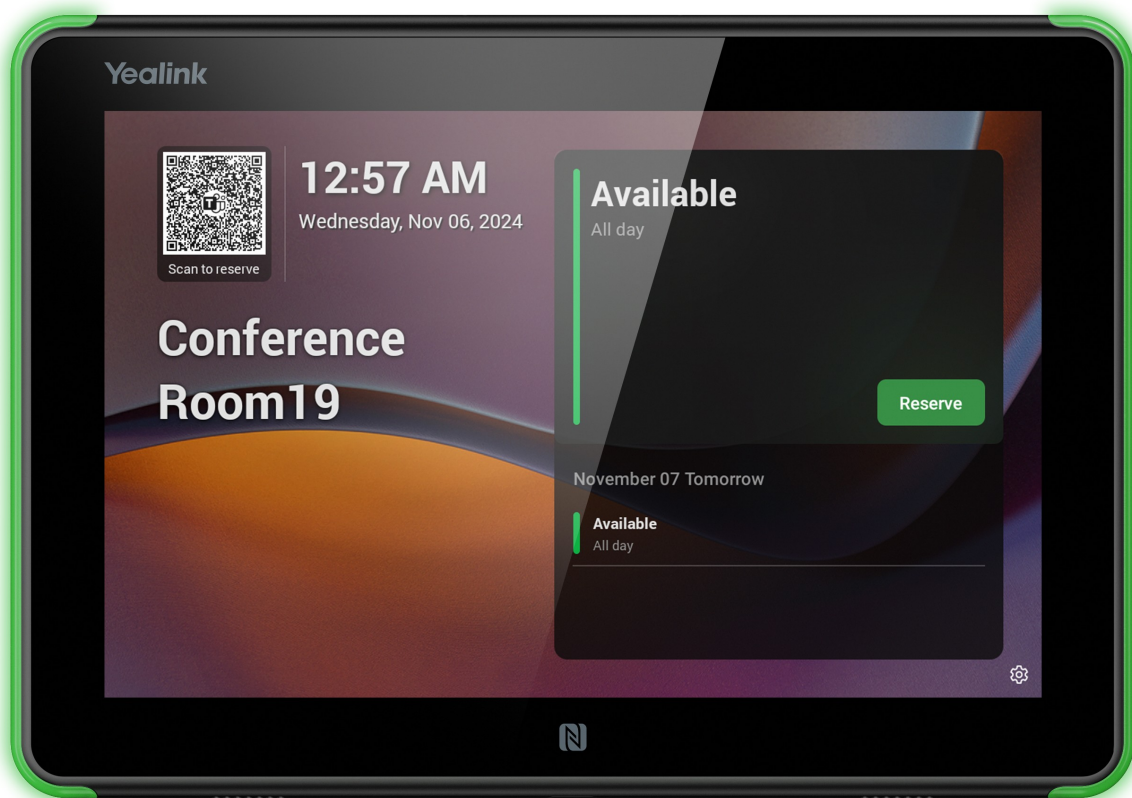 Yealink
12:57 AM
Wednesday, Nov 06, 2024
Scan to reserve
Conference
Room19
Available
All day
Reserve
November 07 Tomorrow
Available
All day